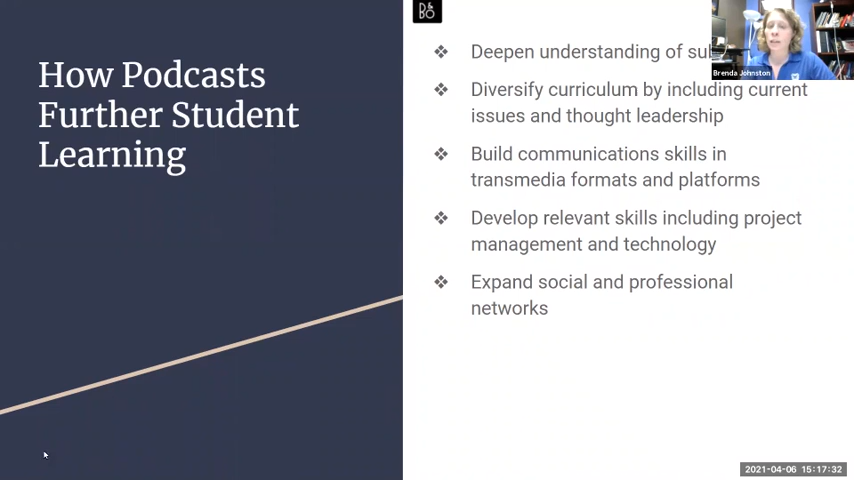 How Podcasts
Further Student
Learning
B&O
❖ Deepen understanding of
❖ Diversify curriculum by including current
issues and thought leadership
❖ Build communications skills in
transmedia formats and platforms
❖ Develop relevant skills including project
management and technology
❖ Expand social and professional
networks
Brenda Johnston
2021-04-06 15:17:32